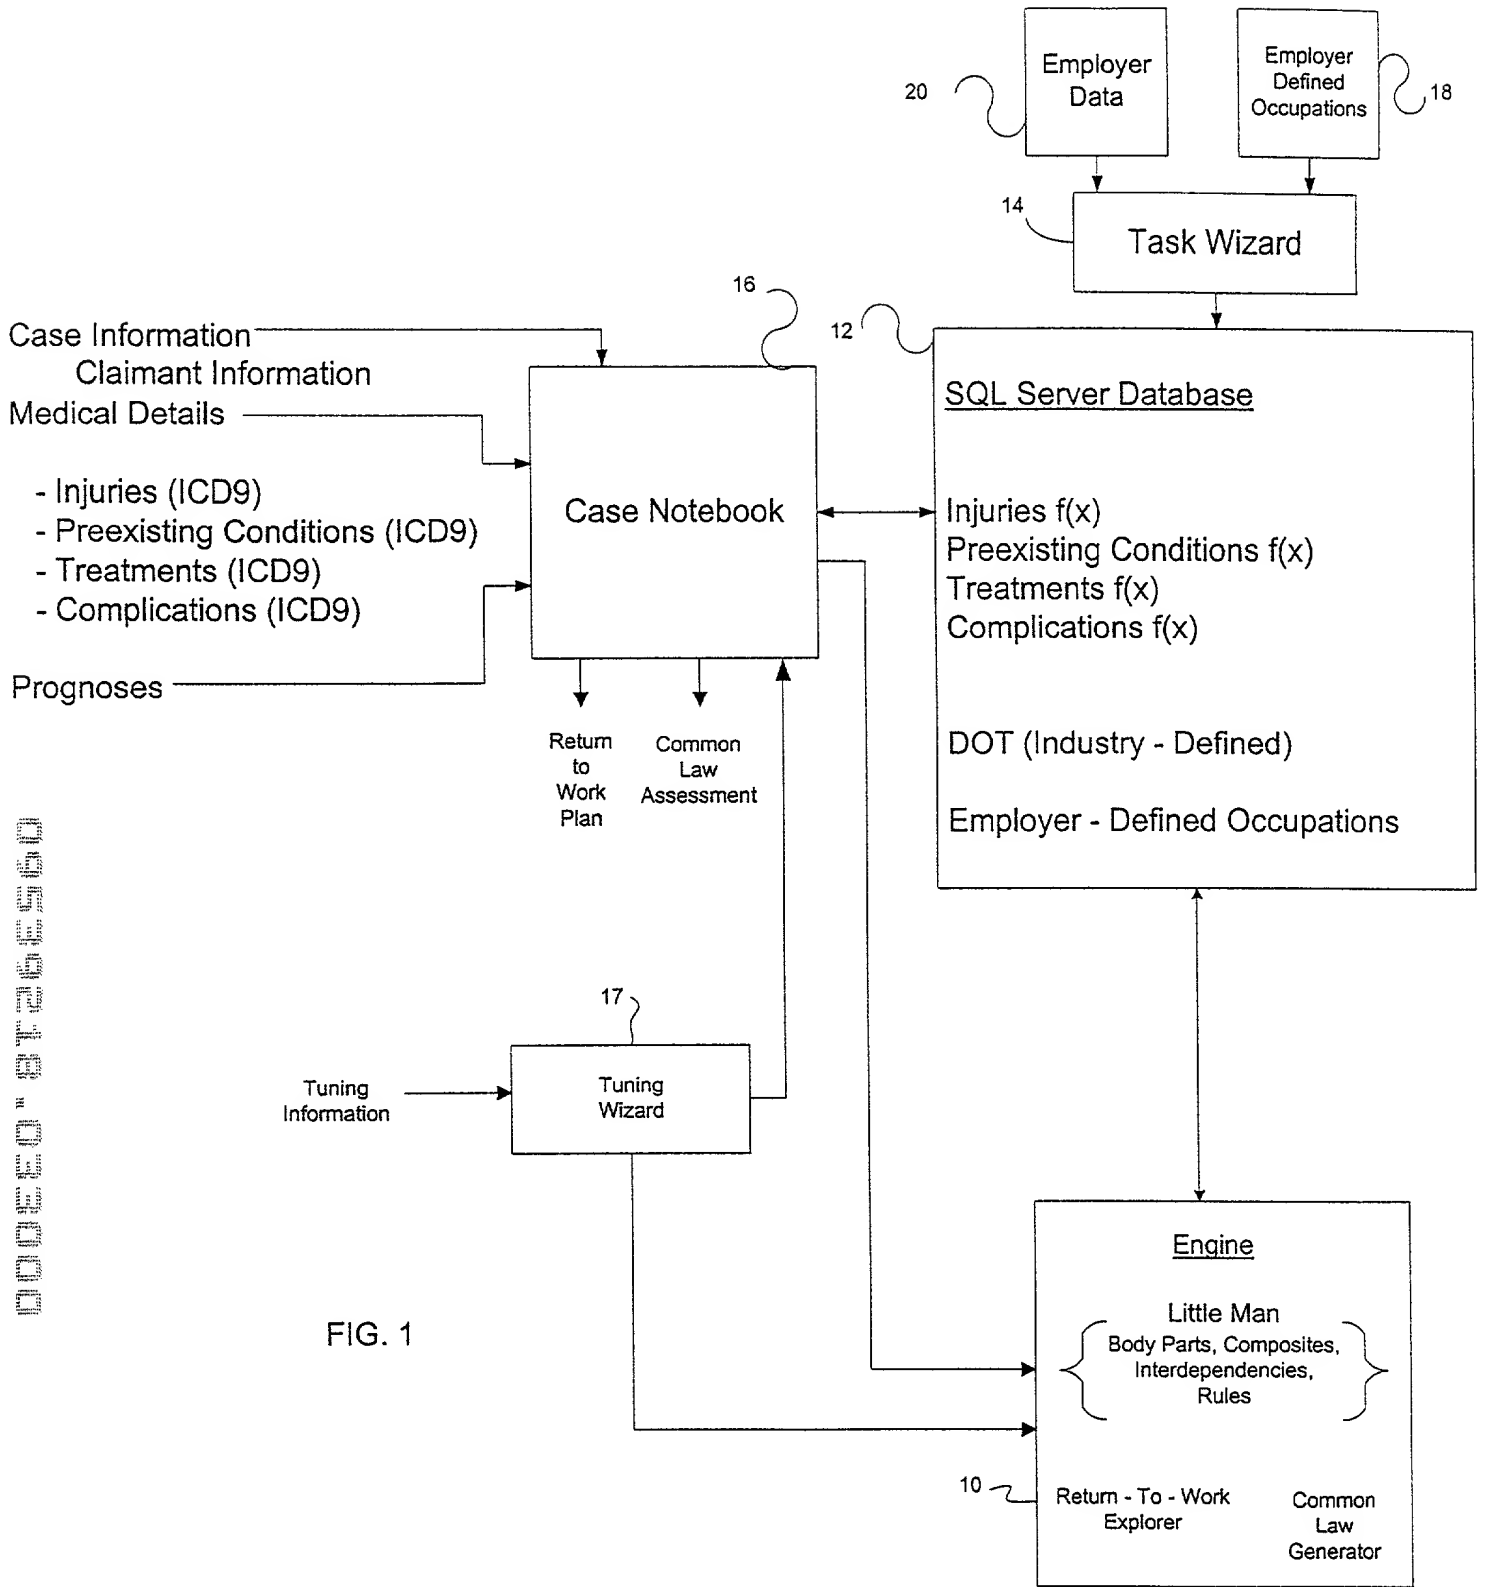 Employer
Data
20
Employer
Defined
Occupations
18
14
Task Wizard
16
12
Case Information
Claimant Information
Medical Details
- Injuries (ICD9)
- Preexisting Conditions (ICD9)
- Treatments (ICD9)
- Complications (ICD9)
Prognoses
Case Notebook
SQL Server Database
Injuries f(x)
Preexisting Conditions f(x)
Treatments f(x)
Complications f(x)
DOT (Industry - Defined)
Employer - Defined Occupations
Return
to
Work
Plan
Common
Law
Assessment
17
Tuning
Information
Tuning
Wizard
FIG. 1
Engine
Little Man
Body Parts, Composites,
Interdependencies,
Rules
10
Return - To - Work
Explorer
Common
Law
Generator